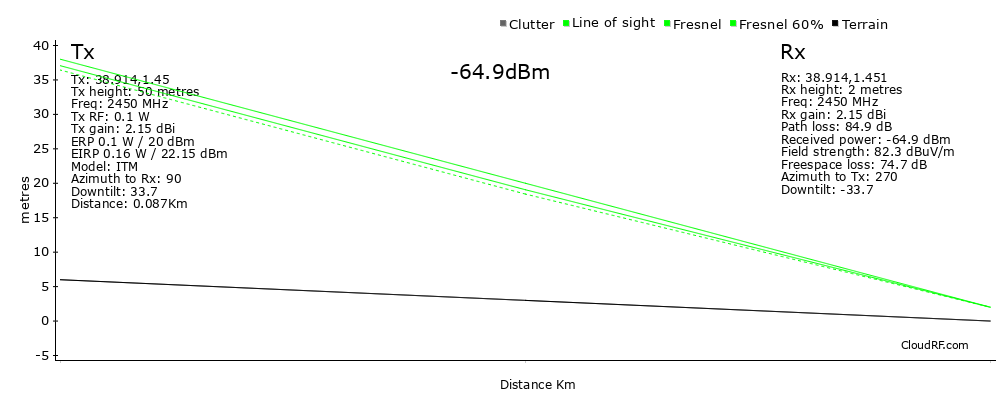 Clutter Line of sight Fresnel Fresnel 60% Terrain
Tx
Tx: 38.914,1.45
Tx height: 50 metres
Freq: 2450 MHz
Tx RF: 0.1 W
Tx gain: 2.15 dBi
ERP 0.1 W / 20 dBm
EIRP 0.16 W / 22.15 dBm
Model: ITM
Azimuth to Rx: 90
Downtilt: 33.7
Distance: 0.087Km
-64.9dBm
Rx
Rx: 38.914,1.451
Rx height: 2 metres
Freq: 2450 MHz
Rx gain: 2.15 dBi
Path loss: 84.9 dB
Received power: -64.9 dBm
Field strength: 82.3 dBuV/m
Freespace loss: 74.7 dB
Azimuth to Tx: 270
Downtilt: -33.7
metres
40
35
30
25
20
15
10
5
0
-5
CloudRF.com
Distance Km